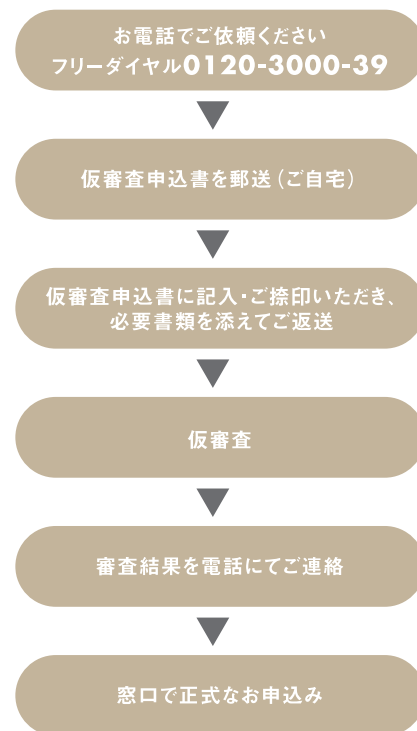 お電話でご依頼ください
フリーダイヤル0120-3000-39
仮審査申込書を郵送(ご自宅)
仮審査申込書に記入・ご捺印いただき、
必要書類を添えてご返送
仮審査
審査結果を電話にてご連絡
窓口で正式なお申込み